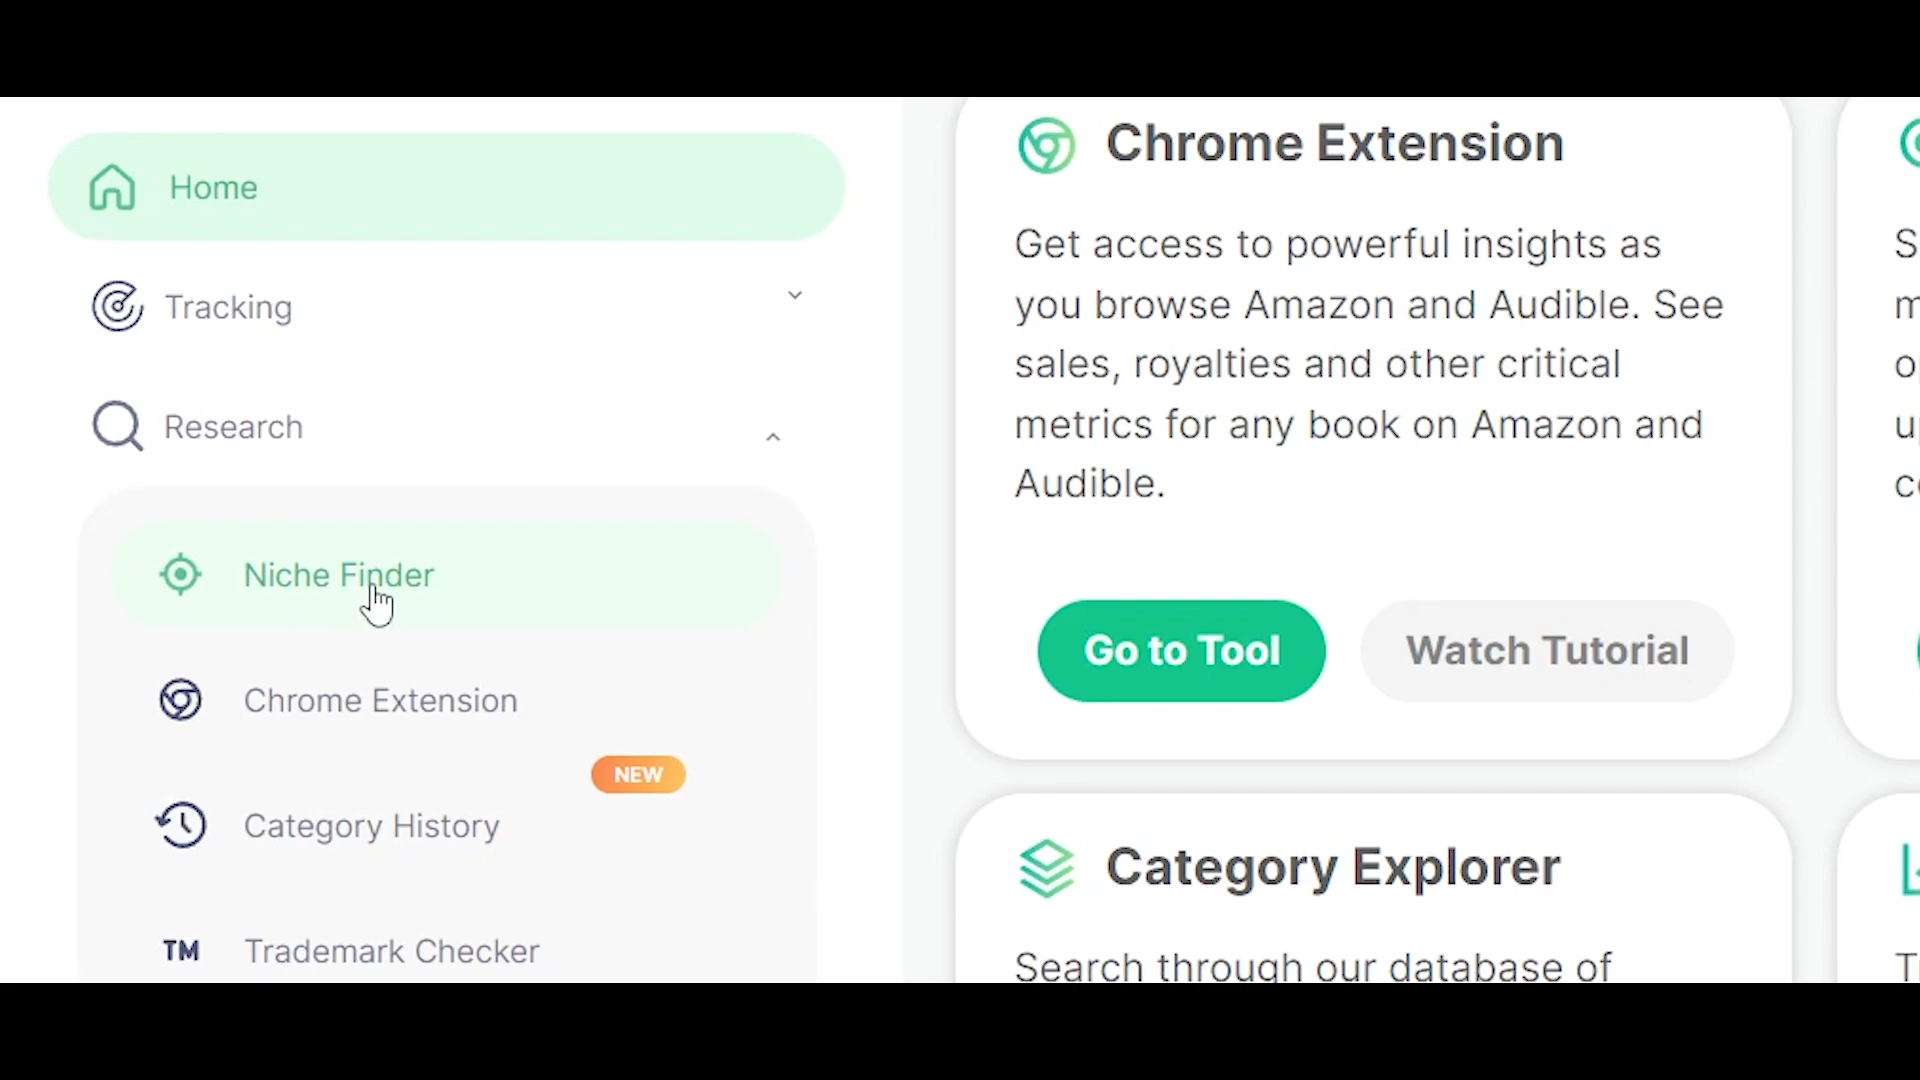 Home
Tracking
Research
Niche Finder
Chrome Extension
NEW
Category History
TM Trademark Checker
Chrome Extension
Get access to powerful insights as
you browse Amazon and Audible. See
sales, royalties and other critical
metrics for any book on Amazon and
Audible.
Go to Tool
Watch Tutorial
Category Explorer
Search through our database of